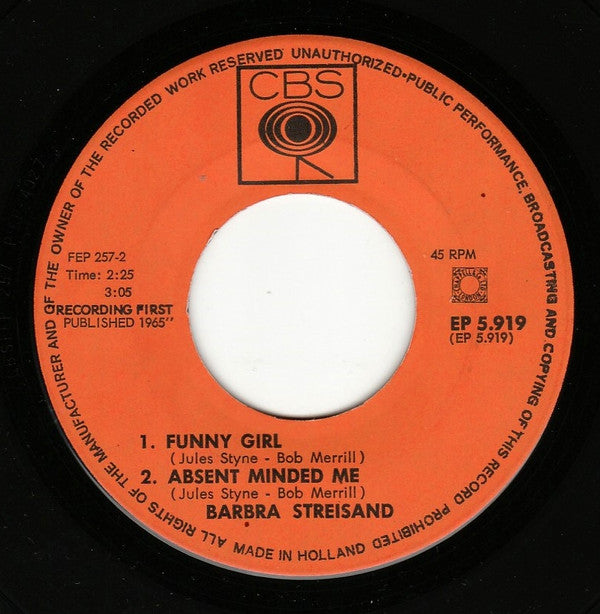 ALL RIGHTS OF THE MANUFACTURER AND OF THE OWNER OF THE RECORDED WORK RESERVED UNAUTHORIZED•PUBLIC PERFORMANCE, BROADCASTING AND COPYING OF THIS RECORD PROHIBITED
CBS
FEP 257-2
Time: 2:25
3:05
45 RPM
RECORDING FIRST
PUBLISHED 1965”
EP 5.919
(EP 5.919)
1. FUNNY GIRL
(Jules Styne - Bob Merrill)
2. ABSENT MINDED ME
(Jules Styne - Bob Merrill)
BARBRA STREISAND
MADE IN HOLLAND